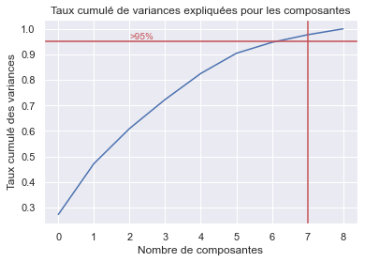 Taux cumulé de variances expliquées pour les composantes
1.0
>95%
0.9
0.8
0.7
0.6
0.5
0.4
0.3
Taux cumulé des variances
0 1 2 3 4 5 6 7 8
Nombre de composantes